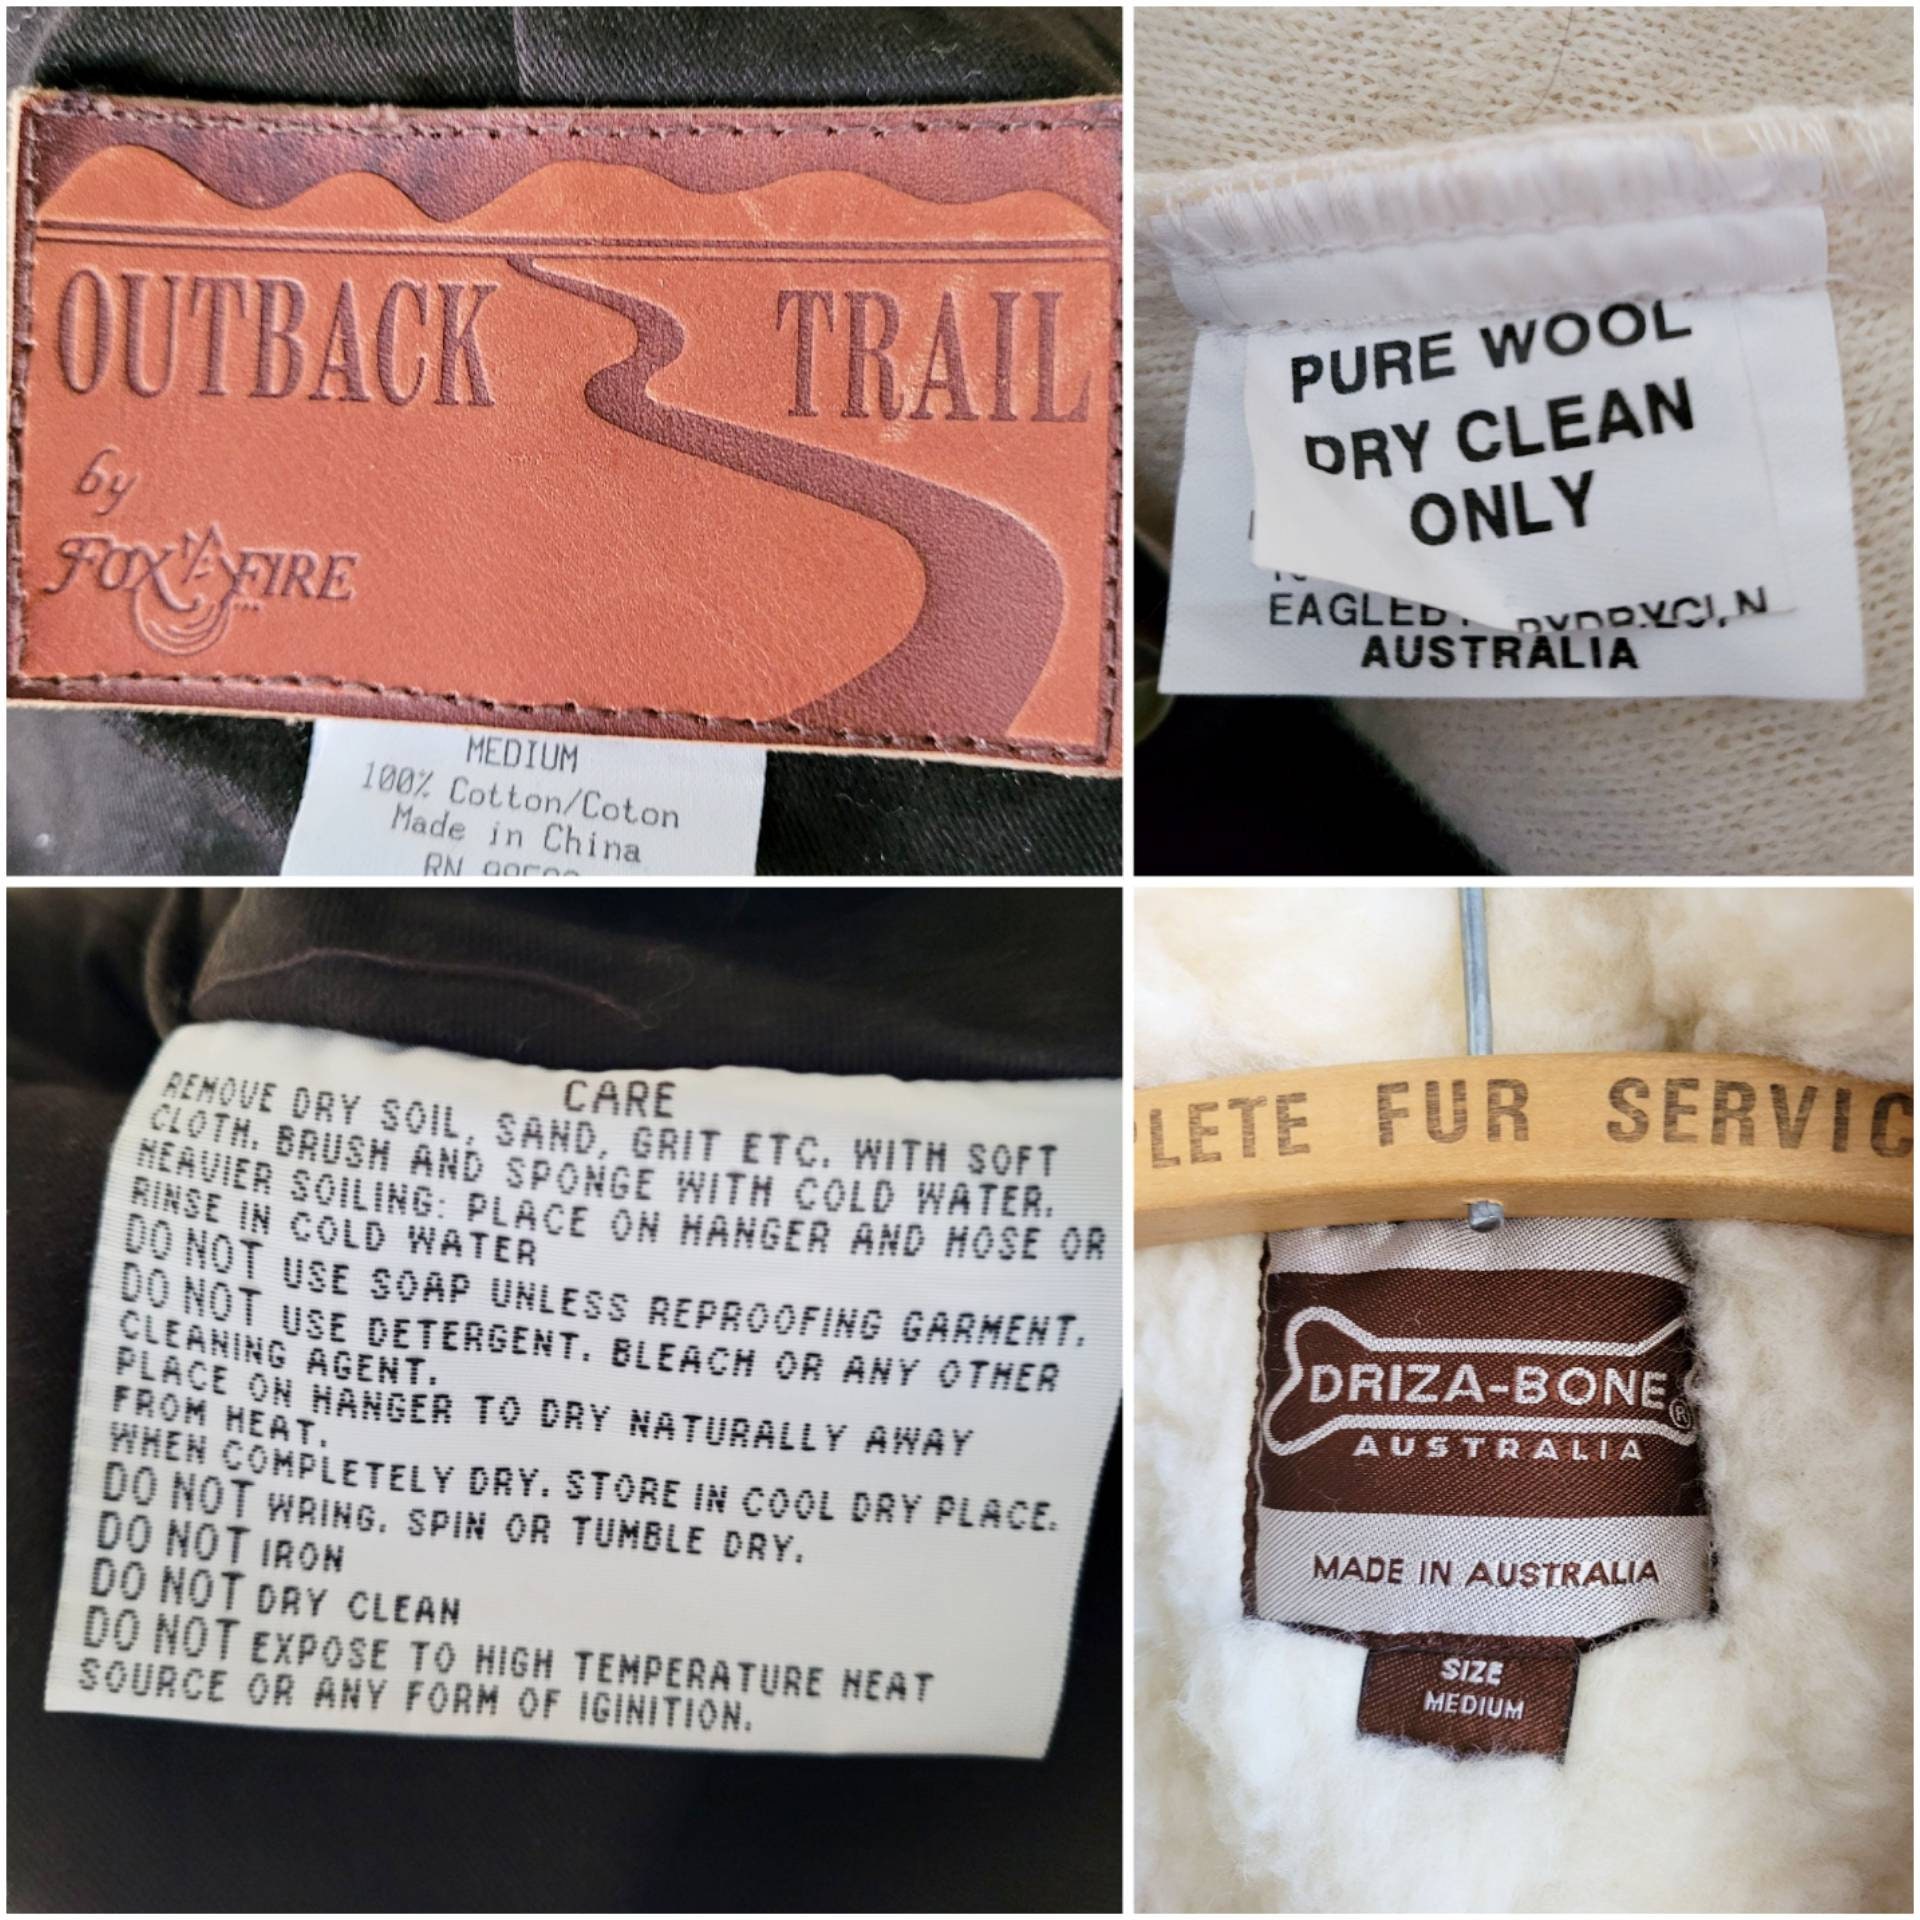 OUTBACK TRAIL
by
FOXFIRE
MEDIUM
100% Cotton/Coton
Made in China
RN
PURE WOOL
DRY CLEAN
ONLY
AUSTRALIA
CARE
REMOVE DRY SOIL, SAND, GRIT ETC. WITH SOFT
CLOTH. BRUSH AND SPONGE WITH COLD WATER.
HEAVIER SOILING: PLACE ON HANGER AND HOSE OR
RINSE IN COLD WATER
DO NOT USE SOAP UNLESS REPROOFING GARMENT.
DO NOT USE DETERGENT. BLEACH OR ANY OTHER
CLEANING AGENT.
PLACE ON HANGER TO DRY NATURALLY AWAY
FROM HEAT.
WHEN COMPLETELY DRY. STORE IN COOL DRY PLACE.
DO NOT WRING. SPIN OR TUMBLE DRY.
DO NOT IRON
DO NOT DRY CLEAN
DO NOT EXPOSE TO HIGH TEMPERATURE HEAT
SOURCE OR ANY FORM OF IGINITION.
LETE FUR SERVIC
DRIZA-BONE®
AUSTRALIA
MADE IN AUSTRALIA
SIZE
MEDIUM